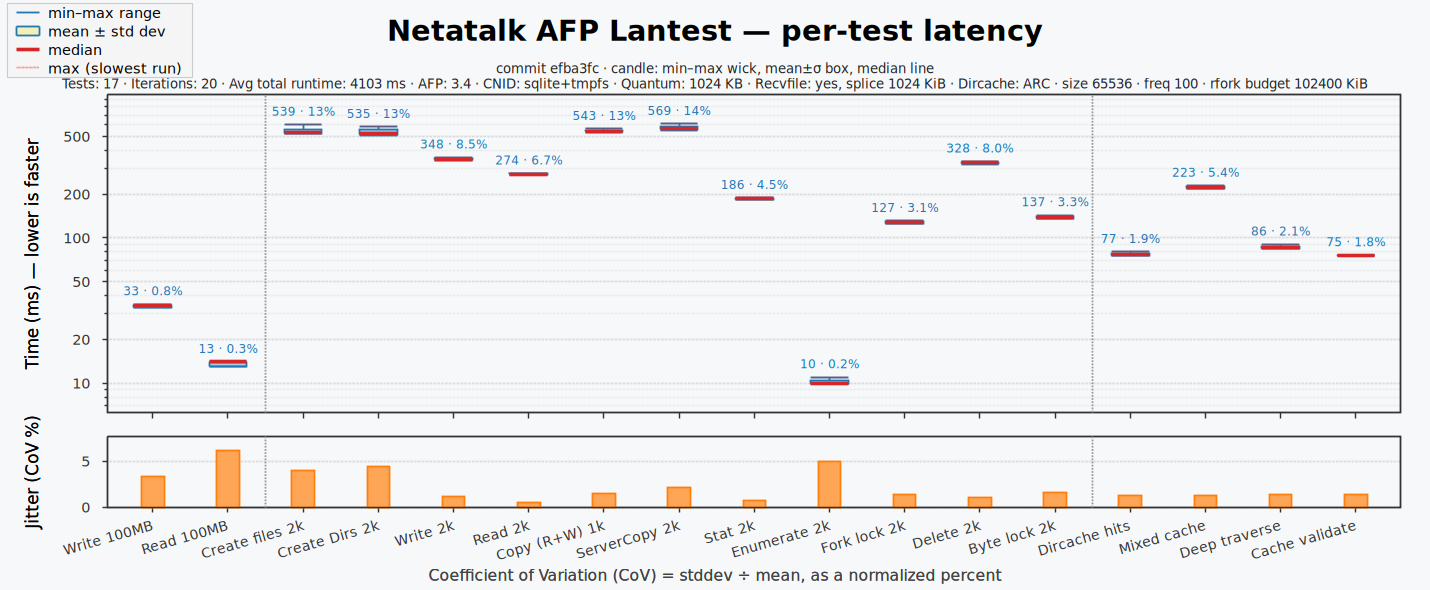 min–max range
mean ± std dev
median
max (slowest run)
Netatalk AFP Lantest — per-test latency
commit efba3fc · candle: min–max wick, mean±σ box, median line
Tests: 17 · Iterations: 20 · Avg total runtime: 4103 ms · AFP: 3.4 · CNID: sqlite+tmpfs · Quantum: 1024 KB · Recvfile: yes, splice 1024 KiB · Dircache: ARC · size 65536 · freq 100 · rfork budget 102400 KiB
Time (ms) — lower is faster
500
200
100
50
20
10
33 · 0.8%
13 · 0.3%
539 · 13%
535 · 13%
348 · 8.5%
274 · 6.7%
543 · 13%
569 · 14%
186 · 4.5%
10 · 0.2%
127 · 3.1%
328 · 8.0%
137 · 3.3%
77 · 1.9%
223 · 5.4%
86 · 2.1%
75 · 1.8%
Jitter (CoV %)
5
0
Write 100MB
Read 100MB
Create files 2k
Create Dirs 2k
Write 2k
Read 2k
Copy (R+W) 1k
ServerCopy 2k
Stat 2k
Enumerate 2k
Fork lock 2k
Delete 2k
Byte lock 2k
Dircache hits
Mixed cache
Deep traverse
Cache validate
Coefficient of Variation (CoV) = stddev ÷ mean, as a normalized percent